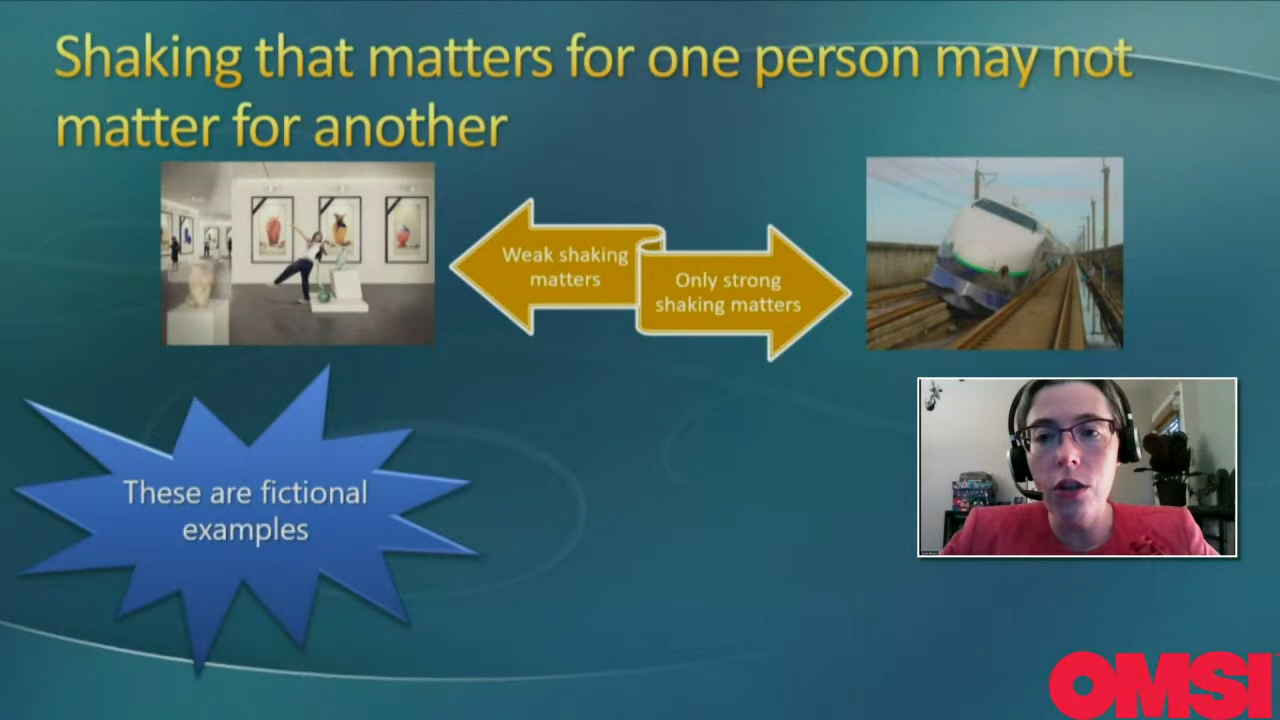 Shaking that matters for one person may not
matter for another
Weak shaking
matters
Only strong
shaking matters
These are fictional
examples
OMSI